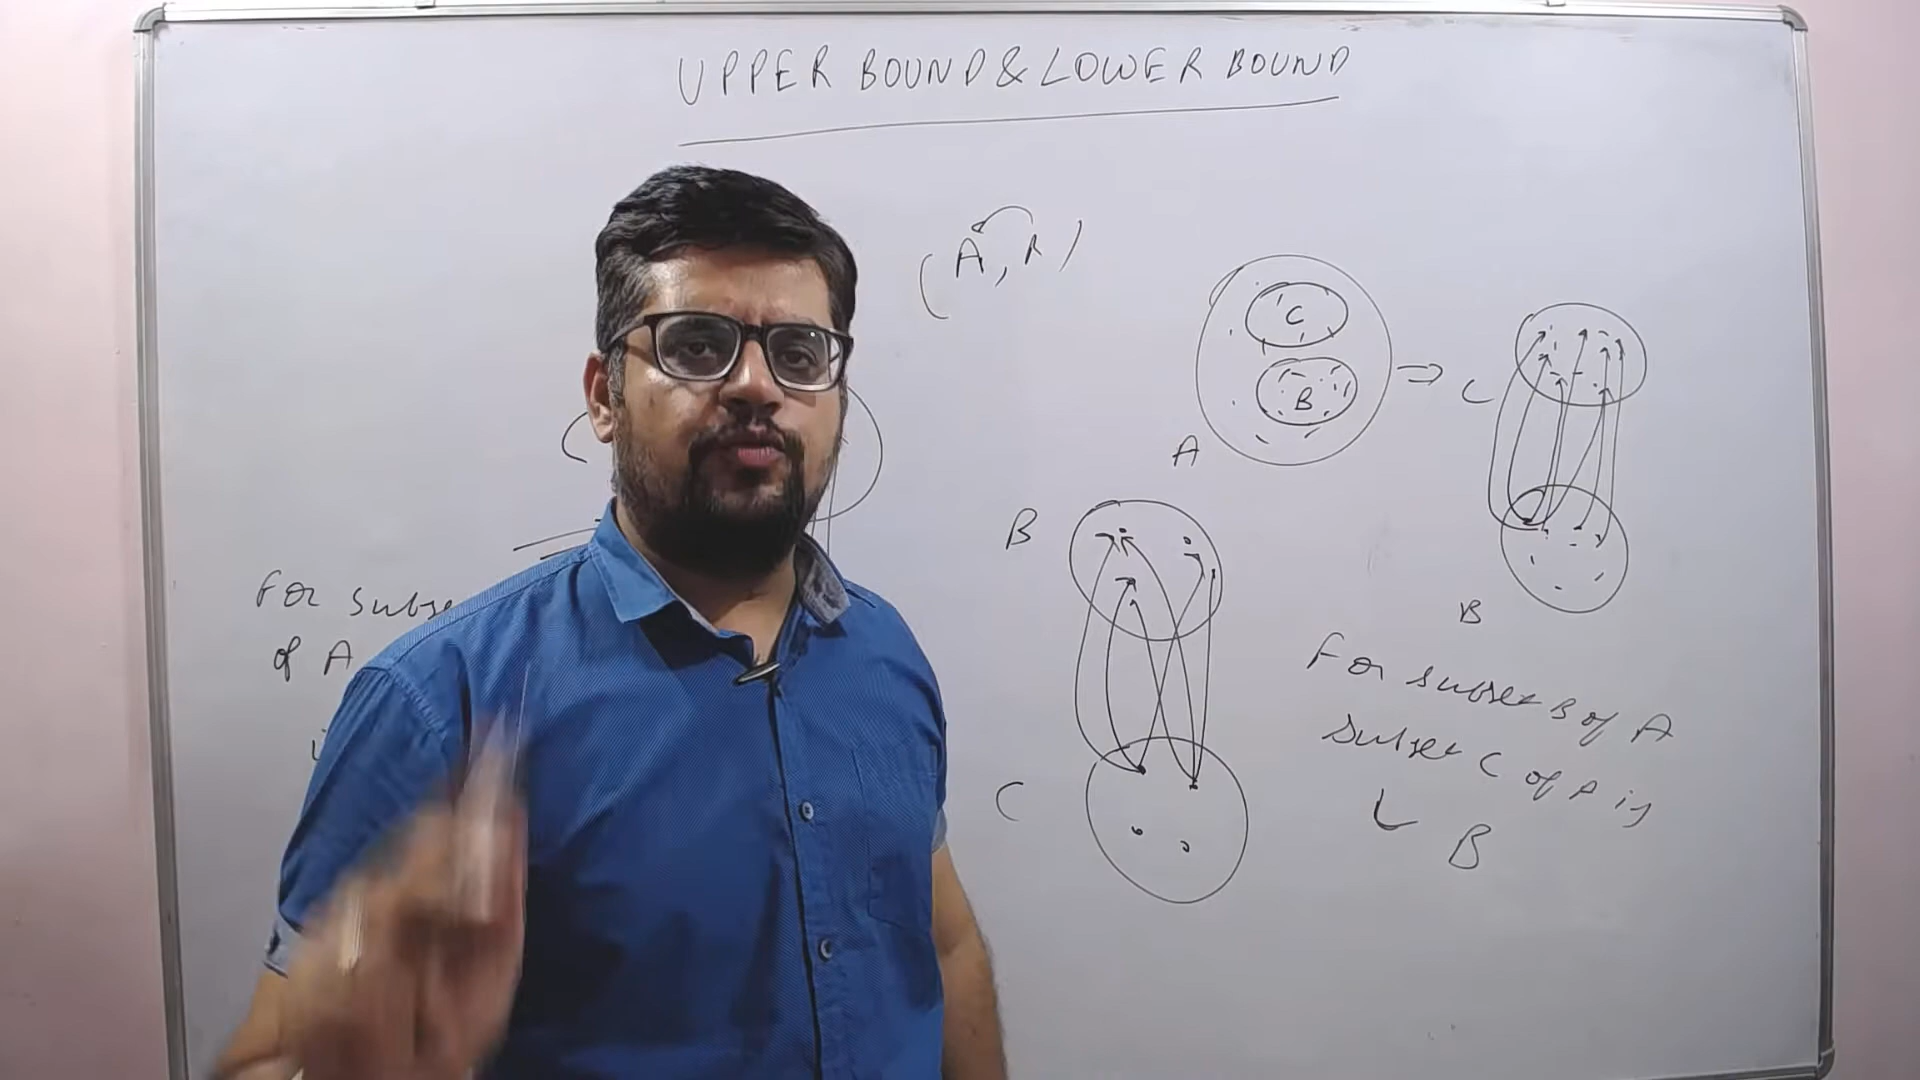 UPPER BOUND & LOWER BOUND
(A, R)
C
B
A
C
B
B
C
For subse
of A
i
For subset B of A
subset C of A is
L B